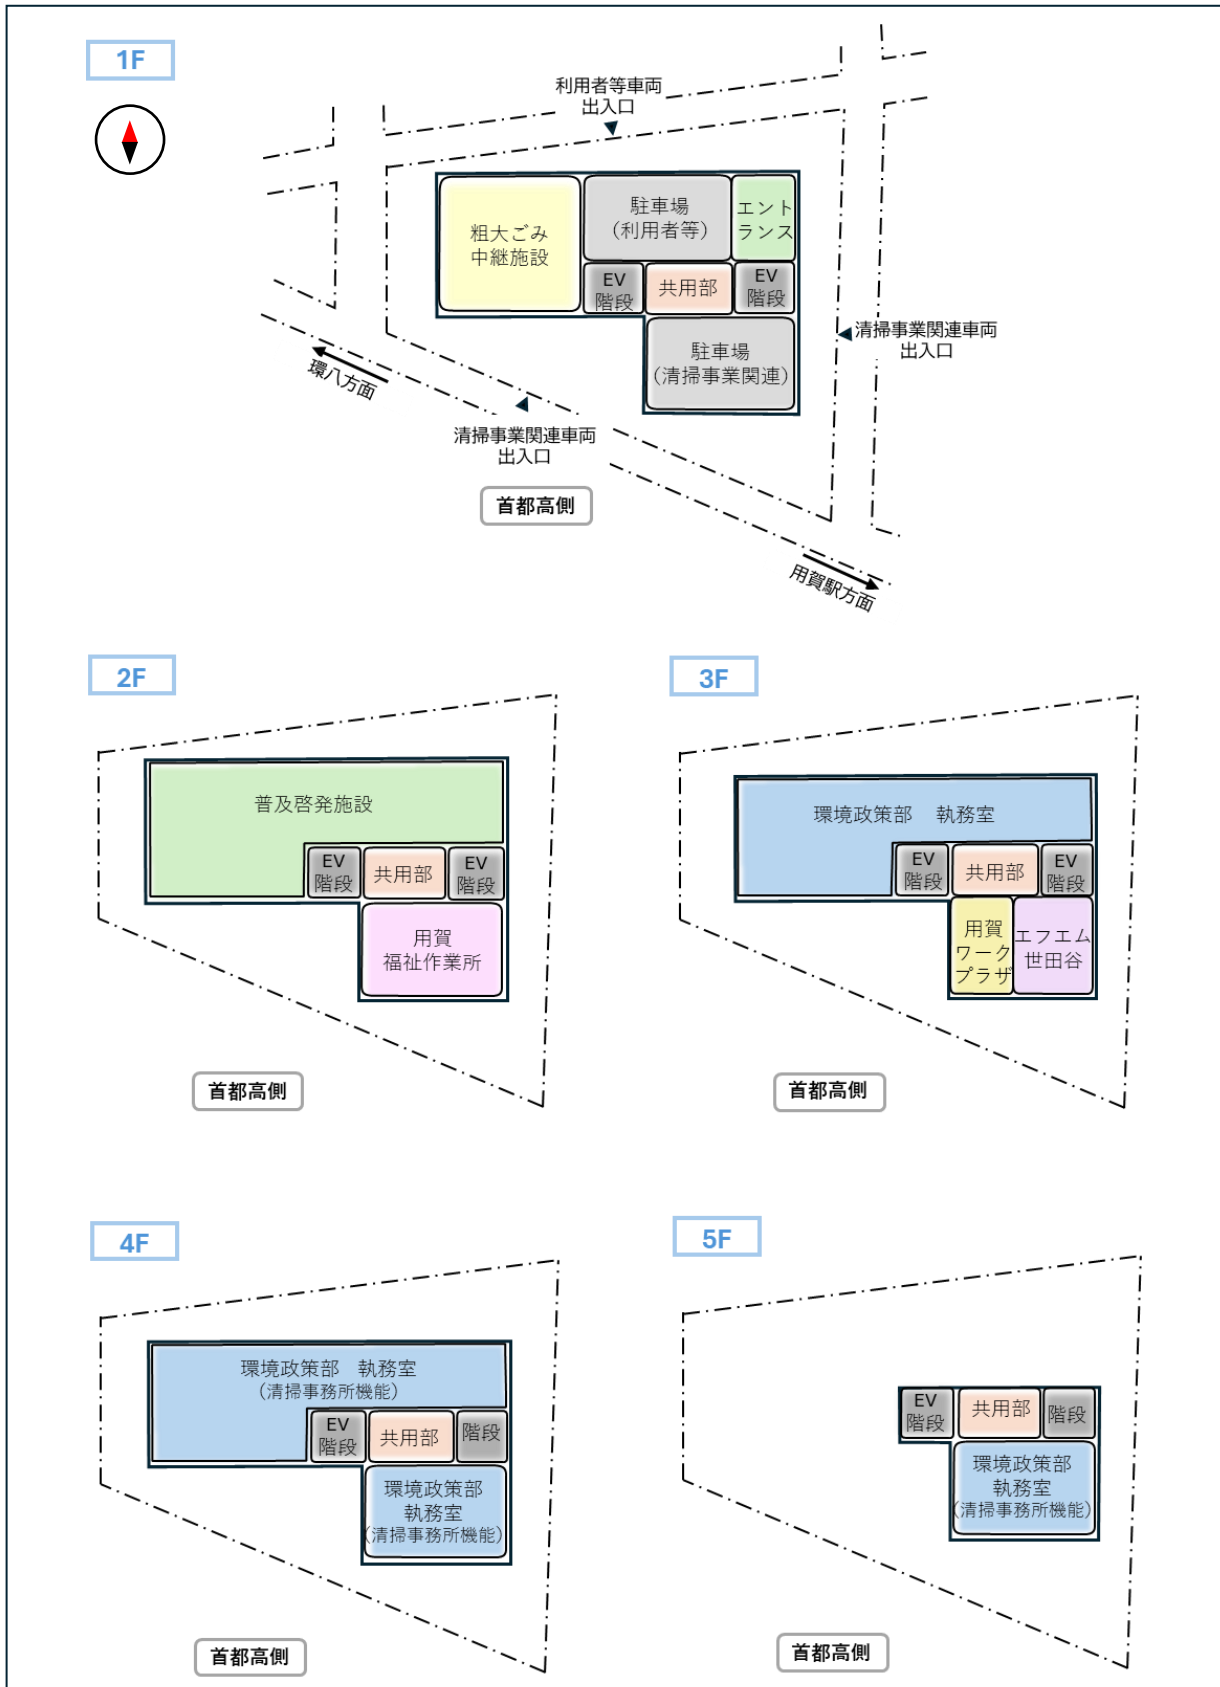 1F
利用者等車両
出入口
粗大ごみ
中継施設
駐車場
(利用者等)
エント
ランス
EV
階段
共用部
EV
階段
駐車場
(清掃事業関連)
清掃事業関連車両
出入口
環八方面
清掃事業関連車両
出入口
首都高側
用賀駅方面
2F
普及啓発施設
EV
階段
共用部
EV
階段
用賀
福祉作業所
首都高側
3F
環境政策部 執務室
EV
階段
共用部
EV
階段
用賀
ワーク
プラザ
エフエム
世田谷
首都高側
4F
環境政策部 執務室
(清掃事務所機能)
EV
階段
共用部
階段
環境政策部
執務室
(清掃事務所機能)
首都高側
5F
EV
階段
共用部
階段
環境政策部
執務室
(清掃事務所機能)
首都高側